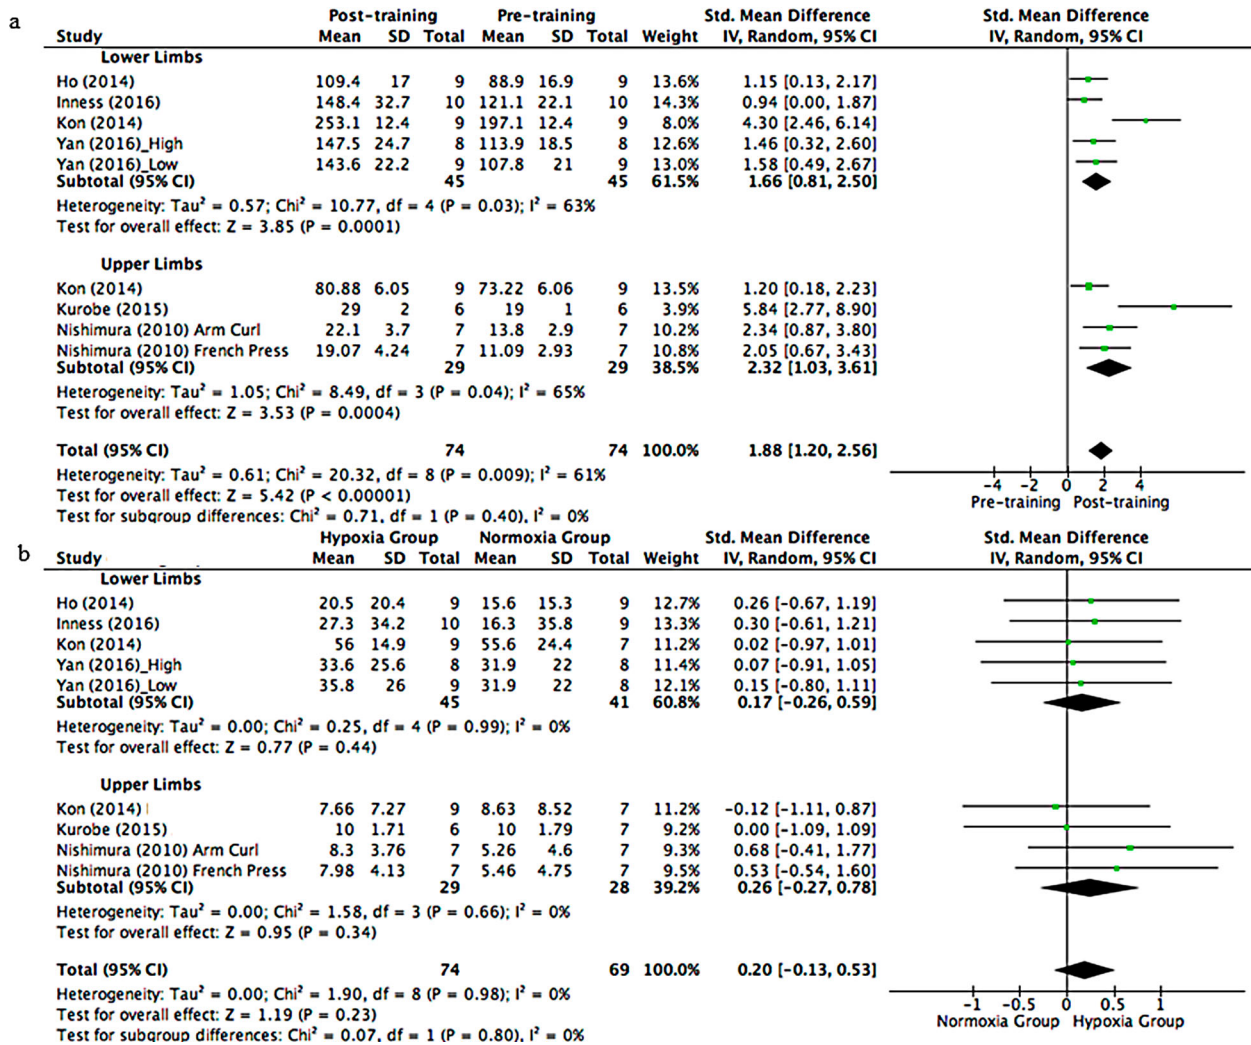 a
Post-training Pre-training Std. Mean Difference Std. Mean Difference
Study Mean SD Total Mean SD Total Weight IV, Random, 95% CI IV, Random, 95% CI
Lower Limbs
Ho (2014) 109.4 17 9 88.9 16.9 9 13.6% 1.15 [0.13, 2.17]
Inness (2016) 148.4 32.7 10 121.1 22.1 10 14.3% 0.94 [0.00, 1.87]
Kon (2014) 253.1 12.4 9 197.1 12.4 9 8.0% 4.30 [2.46, 6.14]
Yan (2016)_High 147.5 24.7 8 113.9 18.5 8 12.6% 1.46 [0.32, 2.60]
Yan (2016)_Low 143.6 22.2 9 107.8 21 9 13.0% 1.58 [0.49, 2.67]
Subtotal (95% CI) 45 45 61.5% 1.66 [0.81, 2.50]
Heterogeneity: Tau² = 0.57; Chi² = 10.77, df = 4 (P = 0.03); I² = 63%
Test for overall effect: Z = 3.85 (P = 0.0001)
Upper Limbs
Kon (2014) 80.88 6.05 9 73.22 6.06 9 13.5% 1.20 [0.18, 2.23]
Kurobe (2015) 29 2 6 19 1 6 3.9% 5.84 [2.77, 8.90]
Nishimura (2010) Arm Curl 22.1 3.7 7 13.8 2.9 7 10.2% 2.34 [0.87, 3.80]
Nishimura (2010) French Press 19.07 4.24 7 11.09 2.93 7 10.8% 2.05 [0.67, 3.43]
Subtotal (95% CI) 29 29 38.5% 2.32 [1.03, 3.61]
Heterogeneity: Tau² = 1.05; Chi² = 8.49, df = 3 (P = 0.04); I² = 65%
Test for overall effect: Z = 3.53 (P = 0.0004)
Total (95% CI) 74 74 100.0% 1.88 [1.20, 2.56]
Heterogeneity: Tau² = 0.61; Chi² = 20.32, df = 8 (P = 0.009); I² = 61%
Test for overall effect: Z = 5.42 (P < 0.00001)
Test for subgroup differences: Chi² = 0.71, df = 1 (P = 0.40), I² = 0%
-4 -2 0 2 4
Pre-training Post-training
b
Hypoxia Group Normoxia Group Std. Mean Difference Std. Mean Difference
Study Mean SD Total Mean SD Total Weight IV, Random, 95% CI IV, Random, 95% CI
Lower Limbs
Ho (2014) 20.5 20.4 9 15.6 15.3 9 12.7% 0.26 [-0.67, 1.19]
Inness (2016) 27.3 34.2 10 16.3 35.8 9 13.3% 0.30 [-0.61, 1.21]
Kon (2014) 56 14.9 9 55.6 24.4 7 11.2% 0.02 [-0.97, 1.01]
Yan (2016)_High 33.6 25.6 8 31.9 22 8 11.4% 0.07 [-0.91, 1.05]
Yan (2016)_Low 35.8 26 9 31.9 22 8 12.1% 0.15 [-0.80, 1.11]
Subtotal (95% CI) 45 41 60.8% 0.17 [-0.26, 0.59]
Heterogeneity: Tau² = 0.00; Chi² = 0.25, df = 4 (P = 0.99); I² = 0%
Test for overall effect: Z = 0.77 (P = 0.44)
Upper Limbs
Kon (2014) 7.66 7.27 9 8.63 8.52 7 11.2% -0.12 [-1.11, 0.87]
Kurobe (2015) 10 1.71 6 10 1.79 7 9.2% 0.00 [-1.09, 1.09]
Nishimura (2010) Arm Curl 8.3 3.76 7 5.26 4.6 7 9.3% 0.68 [-0.41, 1.77]
Nishimura (2010) French Press 7.98 4.13 7 5.46 4.75 7 9.5% 0.53 [-0.54, 1.60]
Subtotal (95% CI) 29 28 39.2% 0.26 [-0.27, 0.78]
Heterogeneity: Tau² = 0.00; Chi² = 1.58, df = 3 (P = 0.66); I² = 0%
Test for overall effect: Z = 0.95 (P = 0.34)
Total (95% CI) 74 69 100.0% 0.20 [-0.13, 0.53]
Heterogeneity: Tau² = 0.00; Chi² = 1.90, df = 8 (P = 0.98); I² = 0%
Test for overall effect: Z = 1.19 (P = 0.23)
Test for subgroup differences: Chi² = 0.07, df = 1 (P = 0.80), I² = 0%
-1 -0.5 0 0.5 1
Normoxia Group Hypoxia Group